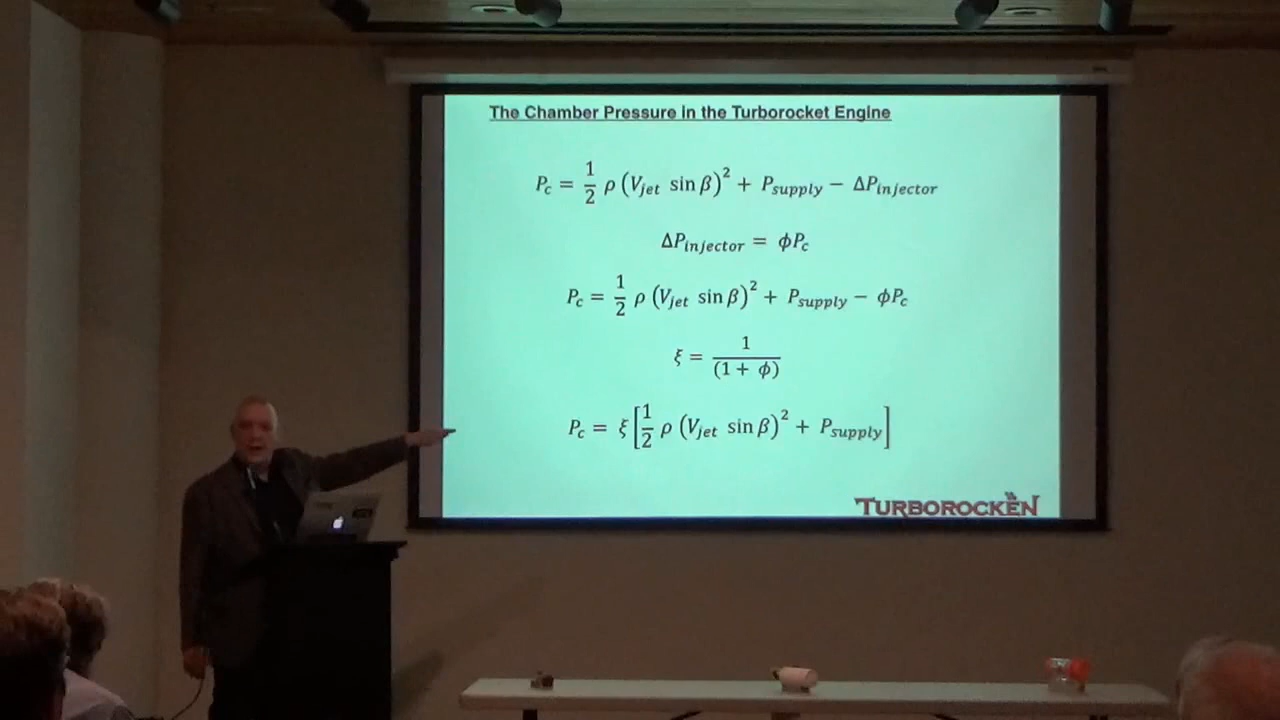 The Chamber Pressure in the Turborocket Engine
P_c = 1/2 ρ (V_jet sin β)^2 + P_supply − ΔP_injector
ΔP_injector = ϕP_c
P_c = 1/2 ρ (V_jet sin β)^2 + P_supply − ϕP_c
ξ = 1/(1 + ϕ)
P_c = ξ[1/2 ρ (V_jet sin β)^2 + P_supply]
TURBOROCKËN